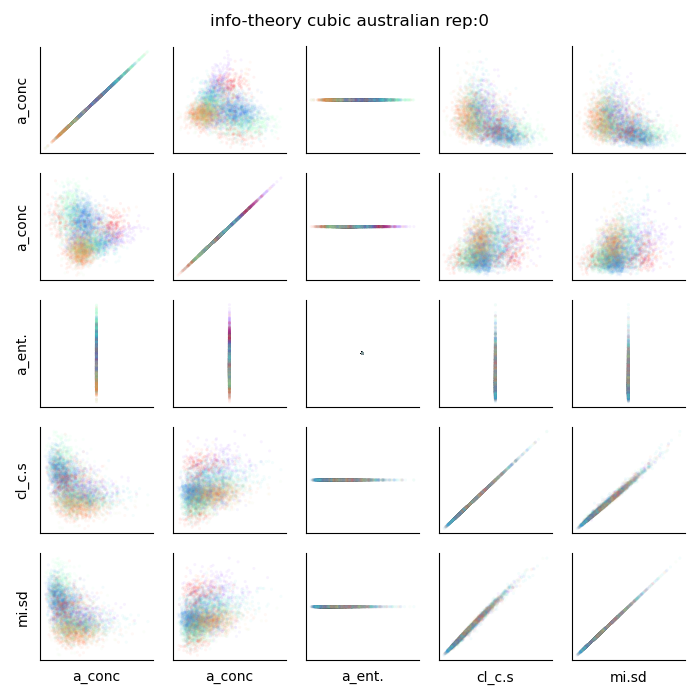 info-theory cubic australian rep:0
a_conc
a_conc
a_ent.
cl_c.s
mi.sd
a_conc a_conc a_ent. cl_c.s mi.sd